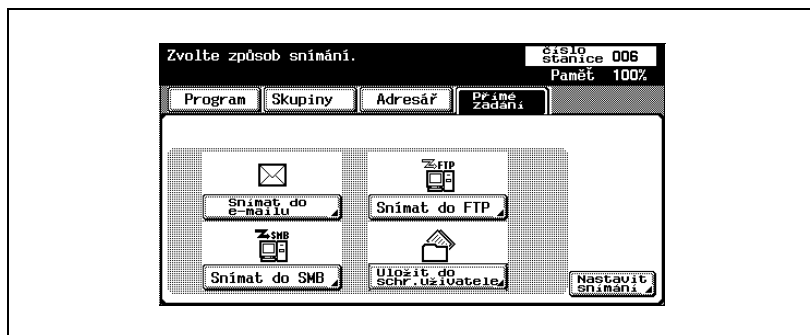 Zvolte způsob snímání.
číslo
stanice 006
Paměť 100%
Program Skupiny Adresář Přímé
zadání
FTP
Snímat do
e-mailu
Snímat do FTP
SMB
Snímat do SMB
Uložit do
schr.uživatele
Nastavit
snímání